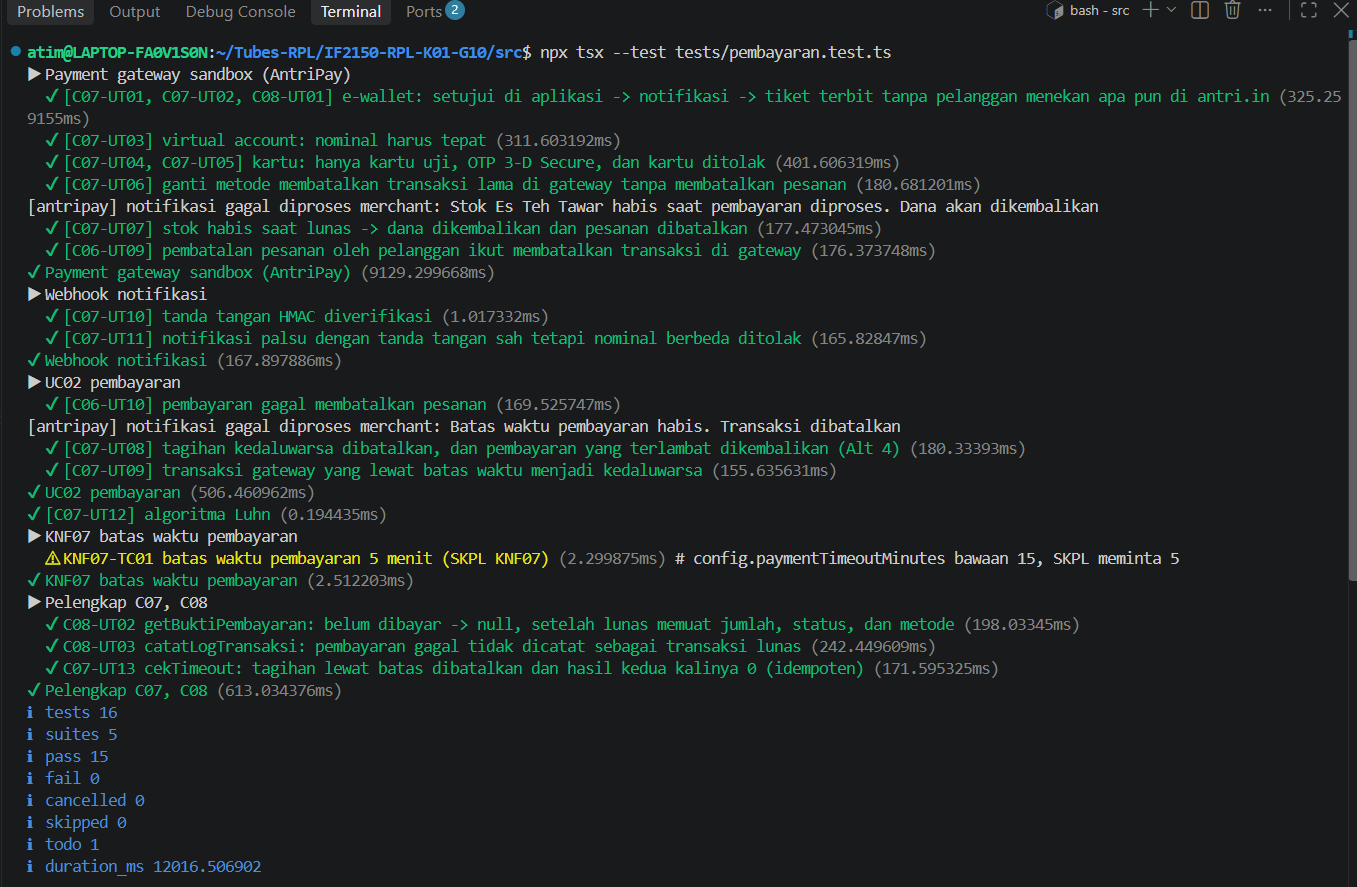 Problems Output Debug Console Terminal Ports 2 bash - src
atim@LAPTOP-FA0V1S0N:~/Tubes-RPL/IF2150-RPL-K01-G10/src$ npx tsx --test tests/pembayaran.test.ts
▶ Payment gateway sandbox (AntriPay)
✔ [C07-UT01, C07-UT02, C08-UT01] e-wallet: setujui di aplikasi -> notifikasi -> tiket terbit tanpa pelanggan menekan apa pun di antri.in (325.25
9155ms)
✔ [C07-UT03] virtual account: nominal harus tepat (311.603192ms)
✔ [C07-UT04, C07-UT05] kartu: hanya kartu uji, OTP 3-D Secure, dan kartu ditolak (401.606319ms)
✔ [C07-UT06] ganti metode membatalkan transaksi lama di gateway tanpa membatalkan pesanan (180.681201ms)
[antripay] notifikasi gagal diproses merchant: Stok Es Teh Tawar habis saat pembayaran diproses. Dana akan dikembalikan
✔ [C07-UT07] stok habis saat lunas -> dana dikembalikan dan pesanan dibatalkan (177.473045ms)
✔ [C06-UT09] pembatalan pesanan oleh pelanggan ikut membatalkan transaksi di gateway (176.373748ms)
✔ Payment gateway sandbox (AntriPay) (9129.299668ms)
▶ Webhook notifikasi
✔ [C07-UT10] tanda tangan HMAC diverifikasi (1.017332ms)
✔ [C07-UT11] notifikasi palsu dengan tanda tangan sah tetapi nominal berbeda ditolak (165.82847ms)
✔ Webhook notifikasi (167.897886ms)
▶ UC02 pembayaran
✔ [C06-UT10] pembayaran gagal membatalkan pesanan (169.525747ms)
[antripay] notifikasi gagal diproses merchant: Batas waktu pembayaran habis. Transaksi dibatalkan
✔ [C07-UT08] tagihan kedaluwarsa dibatalkan, dan pembayaran yang terlambat dikembalikan (Alt 4) (180.33393ms)
✔ [C07-UT09] transaksi gateway yang lewat batas waktu menjadi kedaluwarsa (155.635631ms)
✔ UC02 pembayaran (506.460962ms)
✔ [C07-UT12] algoritma Luhn (0.194435ms)
▶ KNF07 batas waktu pembayaran
⚠ KNF07-TC01 batas waktu pembayaran 5 menit (SKPL KNF07) (2.299875ms) # config.paymentTimeoutMinutes bawaan 15, SKPL meminta 5
✔ KNF07 batas waktu pembayaran (2.512203ms)
▶ Pelengkap C07, C08
✔ C08-UT02 getBuktiPembayaran: belum dibayar -> null, setelah lunas memuat jumlah, status, dan metode (198.03345ms)
✔ C08-UT03 catatLogTransaksi: pembayaran gagal tidak dicatat sebagai transaksi lunas (242.449609ms)
✔ C07-UT13 cekTimeout: tagihan lewat batas dibatalkan dan hasil kedua kalinya 0 (idempoten) (171.595325ms)
✔ Pelengkap C07, C08 (613.034376ms)
ℹ tests 16
ℹ suites 5
ℹ pass 15
ℹ fail 0
ℹ cancelled 0
ℹ skipped 0
ℹ todo 1
ℹ duration_ms 12016.506902